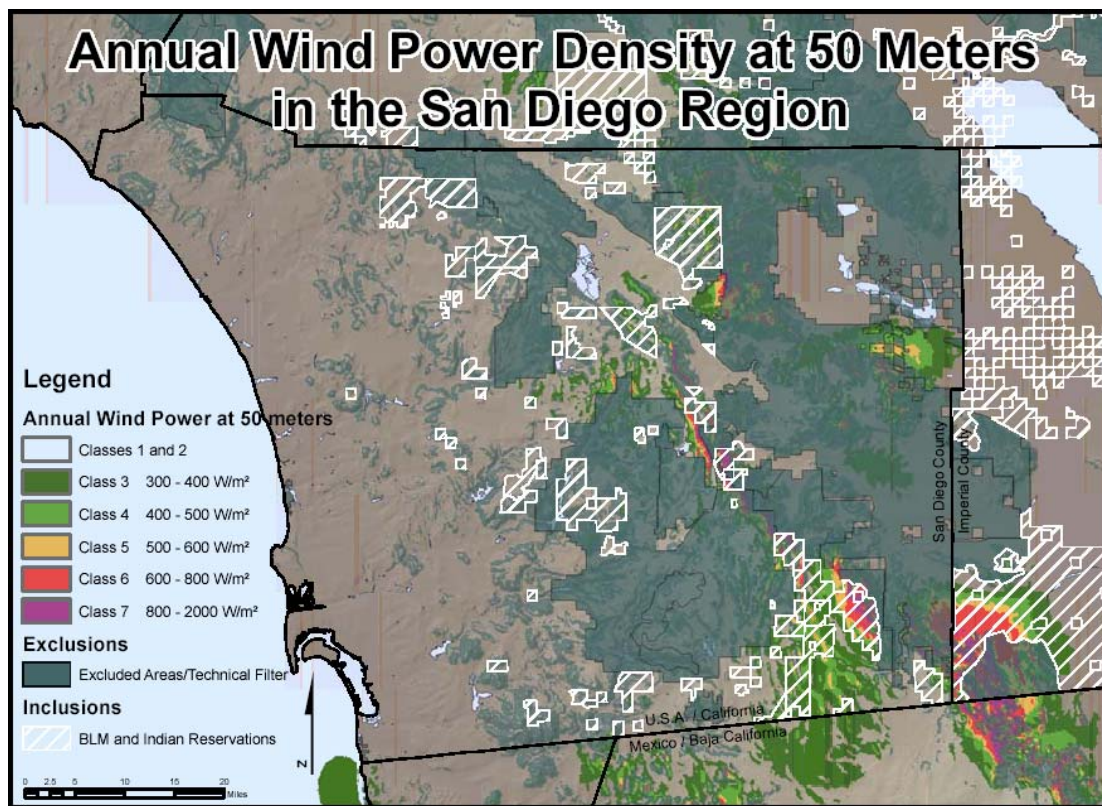 Annual Wind Power Density at 50 Meters
in the San Diego Region
Legend
Annual Wind Power at 50 meters
Classes 1 and 2
Class 3 300 - 400 W/m²
Class 4 400 - 500 W/m²
Class 5 500 - 600 W/m²
Class 6 600 - 800 W/m²
Class 7 800 - 2000 W/m²
Exclusions
Excluded Areas/Technical Filter
Inclusions
BLM and Indian Reservations
N
0 2.5 5 10 15 20
Miles
San Diego County
Imperial County
U.S.A. / California
Mexico / Baja California